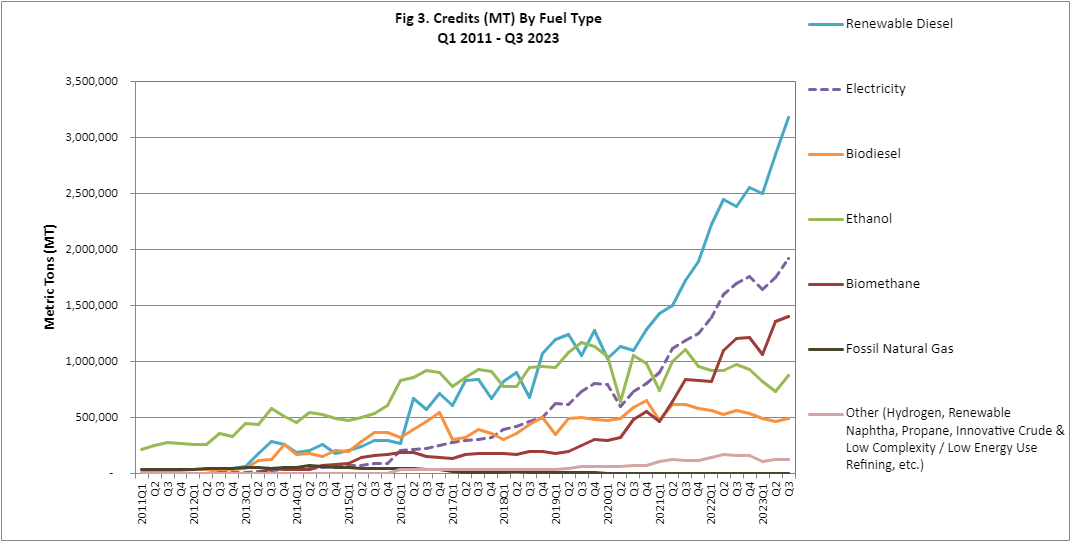 Fig 3. Credits (MT) By Fuel Type
Q1 2011 - Q3 2023
Metric Tons (MT)
3,500,000
3,000,000
2,500,000
2,000,000
1,500,000
1,000,000
500,000
-
2011Q1
Q2
Q3
Q4
2012Q1
Q2
Q3
Q4
2013Q1
Q2
Q3
Q4
2014Q1
Q2
Q3
Q4
2015Q1
Q2
Q3
Q4
2016Q1
Q2
Q3
Q4
2017Q1
Q2
Q3
Q4
2018Q1
Q2
Q3
Q4
2019Q1
Q2
Q3
Q4
2020Q1
Q2
Q3
Q4
2021Q1
Q2
Q3
Q4
2022Q1
Q2
Q3
Q4
2023Q1
Q2
Q3
Renewable Diesel
Electricity
Biodiesel
Ethanol
Biomethane
Fossil Natural Gas
Other (Hydrogen, Renewable
Naphtha, Propane, Innovative Crude &
Low Complexity / Low Energy Use
Refining, etc.)